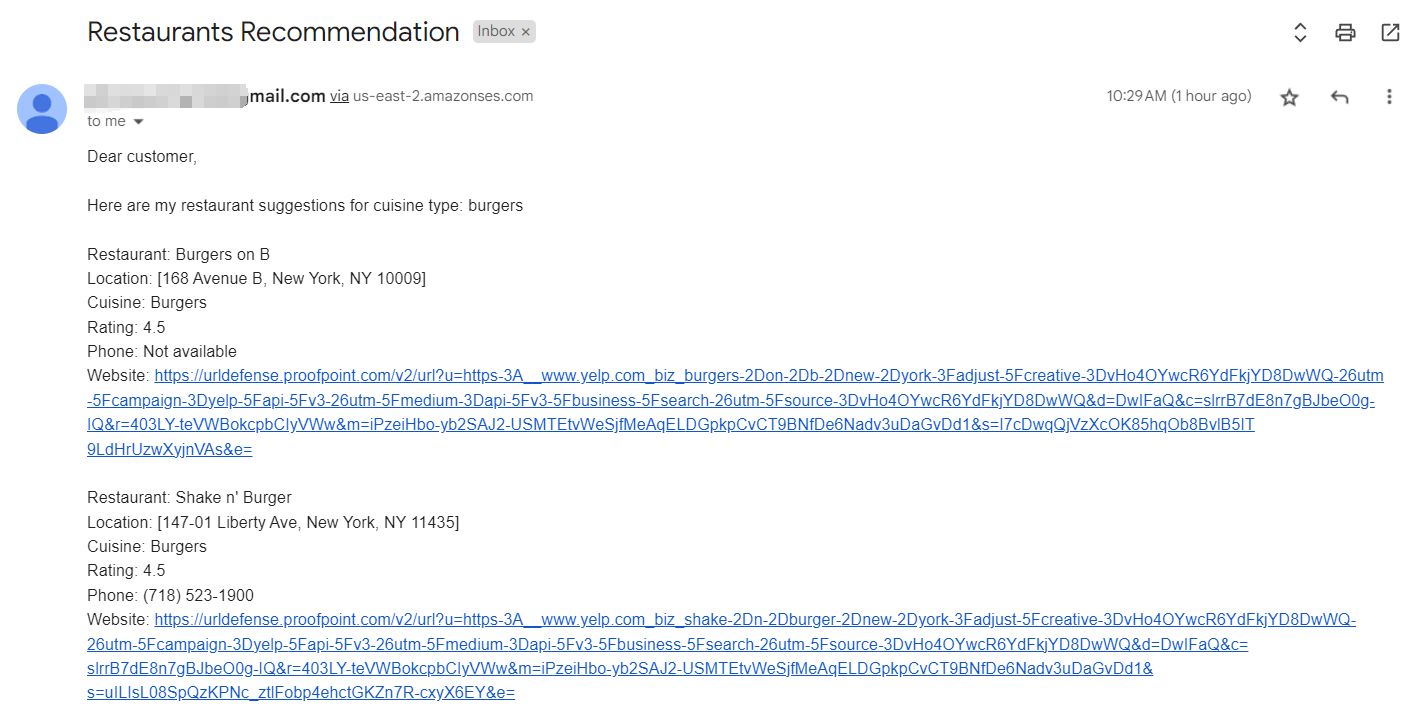 Restaurants Recommendation Inbox ×
mail.com via us-east-2.amazonses.com 10:29 AM (1 hour ago)
to me
Dear customer,
Here are my restaurant suggestions for cuisine type: burgers
Restaurant: Burgers on B
Location: [168 Avenue B, New York, NY 10009]
Cuisine: Burgers
Rating: 4.5
Phone: Not available
Website: https://urldefense.proofpoint.com/v2/url?u=https-3A__www.yelp.com_biz_burgers-2Don-2Db-2Dnew-2Dyork-3Fadjust-5Fcreative-3DvHo4OYwcR6YdFkjYD8DwWQ-26utm
-5Fcampaign-3Dyelp-5Fapi-5Fv3-26utm-5Fmedium-3Dapi-5Fv3-5Fbusiness-5Fsearch-26utm-5Fsource-3DvHo4OYwcR6YdFkjYD8DwWQ&d=DwIFaQ&c=slrrB7dE8n7gBJbeO0g-
IQ&r=403LY-teVWBokcpbCIyVWw&m=iPzeiHbo-yb2SAJ2-USMTEtvWeSjfMeAqELDGpkpCvCT9BNfDe6Nadv3uDaGvDd1&s=I7cDwqQjVzXcOK85hqOb8BvlB5IT
9LdHrUzwXyjnVAs&e=
Restaurant: Shake n' Burger
Location: [147-01 Liberty Ave, New York, NY 11435]
Cuisine: Burgers
Rating: 4.5
Phone: (718) 523-1900
Website: https://urldefense.proofpoint.com/v2/url?u=https-3A__www.yelp.com_biz_shake-2Dn-2Dburger-2Dnew-2Dyork-3Fadjust-5Fcreative-3DvHo4OYwcR6YdFkjYD8DwWQ-
26utm-5Fcampaign-3Dyelp-5Fapi-5Fv3-26utm-5Fmedium-3Dapi-5Fv3-5Fbusiness-5Fsearch-26utm-5Fsource-3DvHo4OYwcR6YdFkjYD8DwWQ&d=DwIFaQ&c=
slrrB7dE8n7gBJbeO0g-IQ&r=403LY-teVWBokcpbCIyVWw&m=iPzeiHbo-yb2SAJ2-USMTEtvWeSjfMeAqELDGpkpCvCT9BNfDe6Nadv3uDaGvDd1&
s=uILIsL08SpQzKPNc_ztlFobp4ehctGKZn7R-cxyX6EY&e=